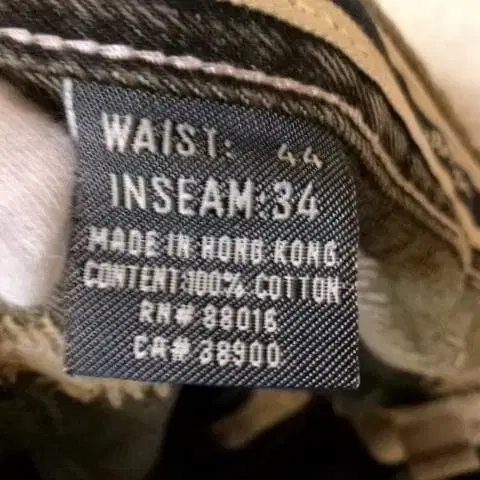 WAIST: 44
INSEAM:34
MADE IN HONG KONG
CONTENT:100% COTTON
RN# 88016
CA# 38900